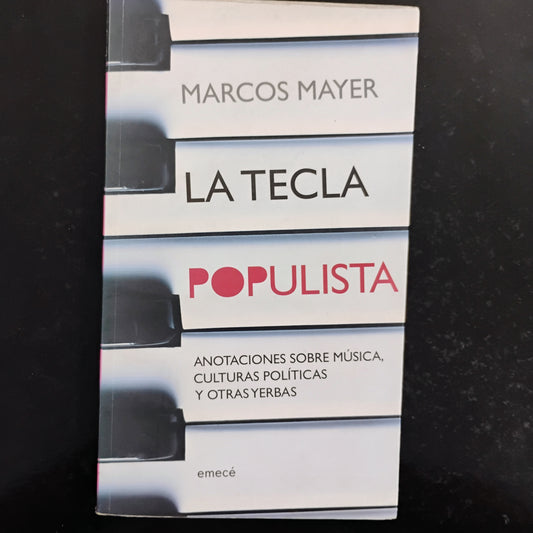 MARCOS MAYER
LA TECLA
POPULISTA
ANOTACIONES SOBRE MÚSICA,
CULTURAS POLÍTICAS
Y OTRAS YERBAS
emecé